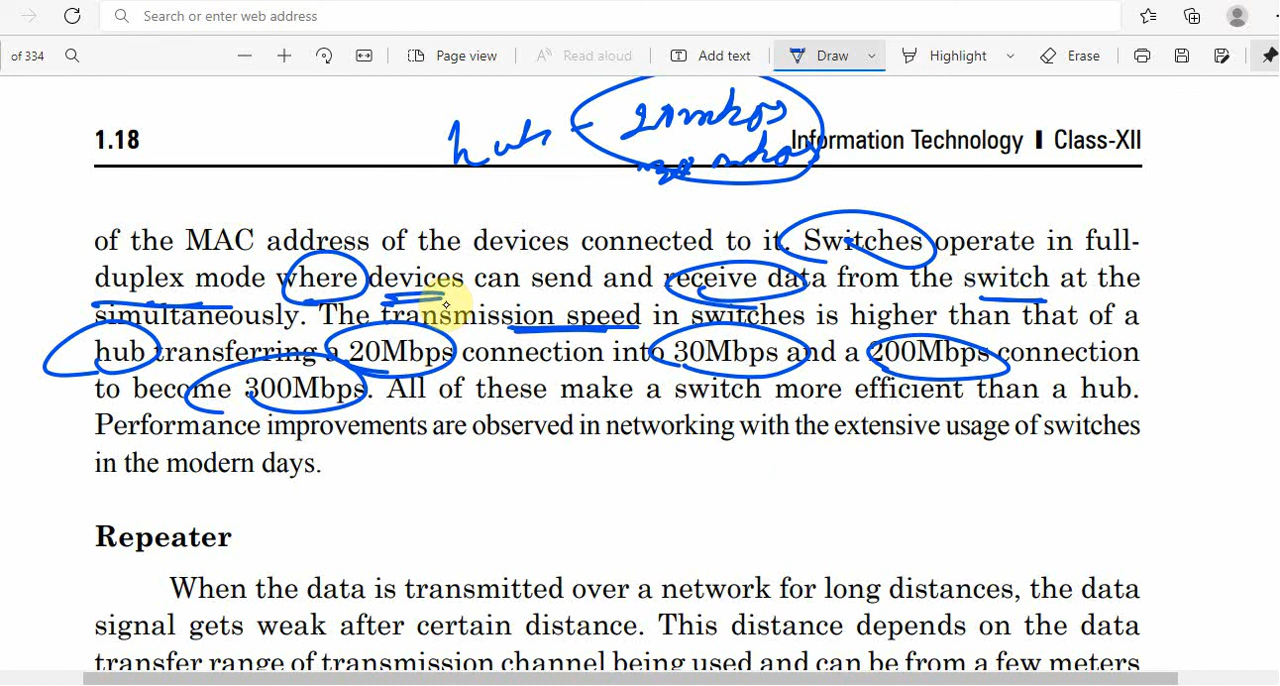 Search or enter web address
of 334
Page view
Read aloud
Add text
Draw
Highlight
Erase
hub -
1.18
Information Technology ❙ Class-XII
of the MAC address of the devices connected to it. Switches operate in full-
duplex mode where devices can send and receive data from the switch at the
simultaneously. The transmission speed in switches is higher than that of a
hub transferring a 20Mbps connection into 30Mbps and a 200Mbps connection
to become 300Mbps. All of these make a switch more efficient than a hub.
Performance improvements are observed in networking with the extensive usage of switches
in the modern days.
Repeater
When the data is transmitted over a network for long distances, the data
signal gets weak after certain distance. This distance depends on the data
transfer range of transmission channel being used and can be from a few meters